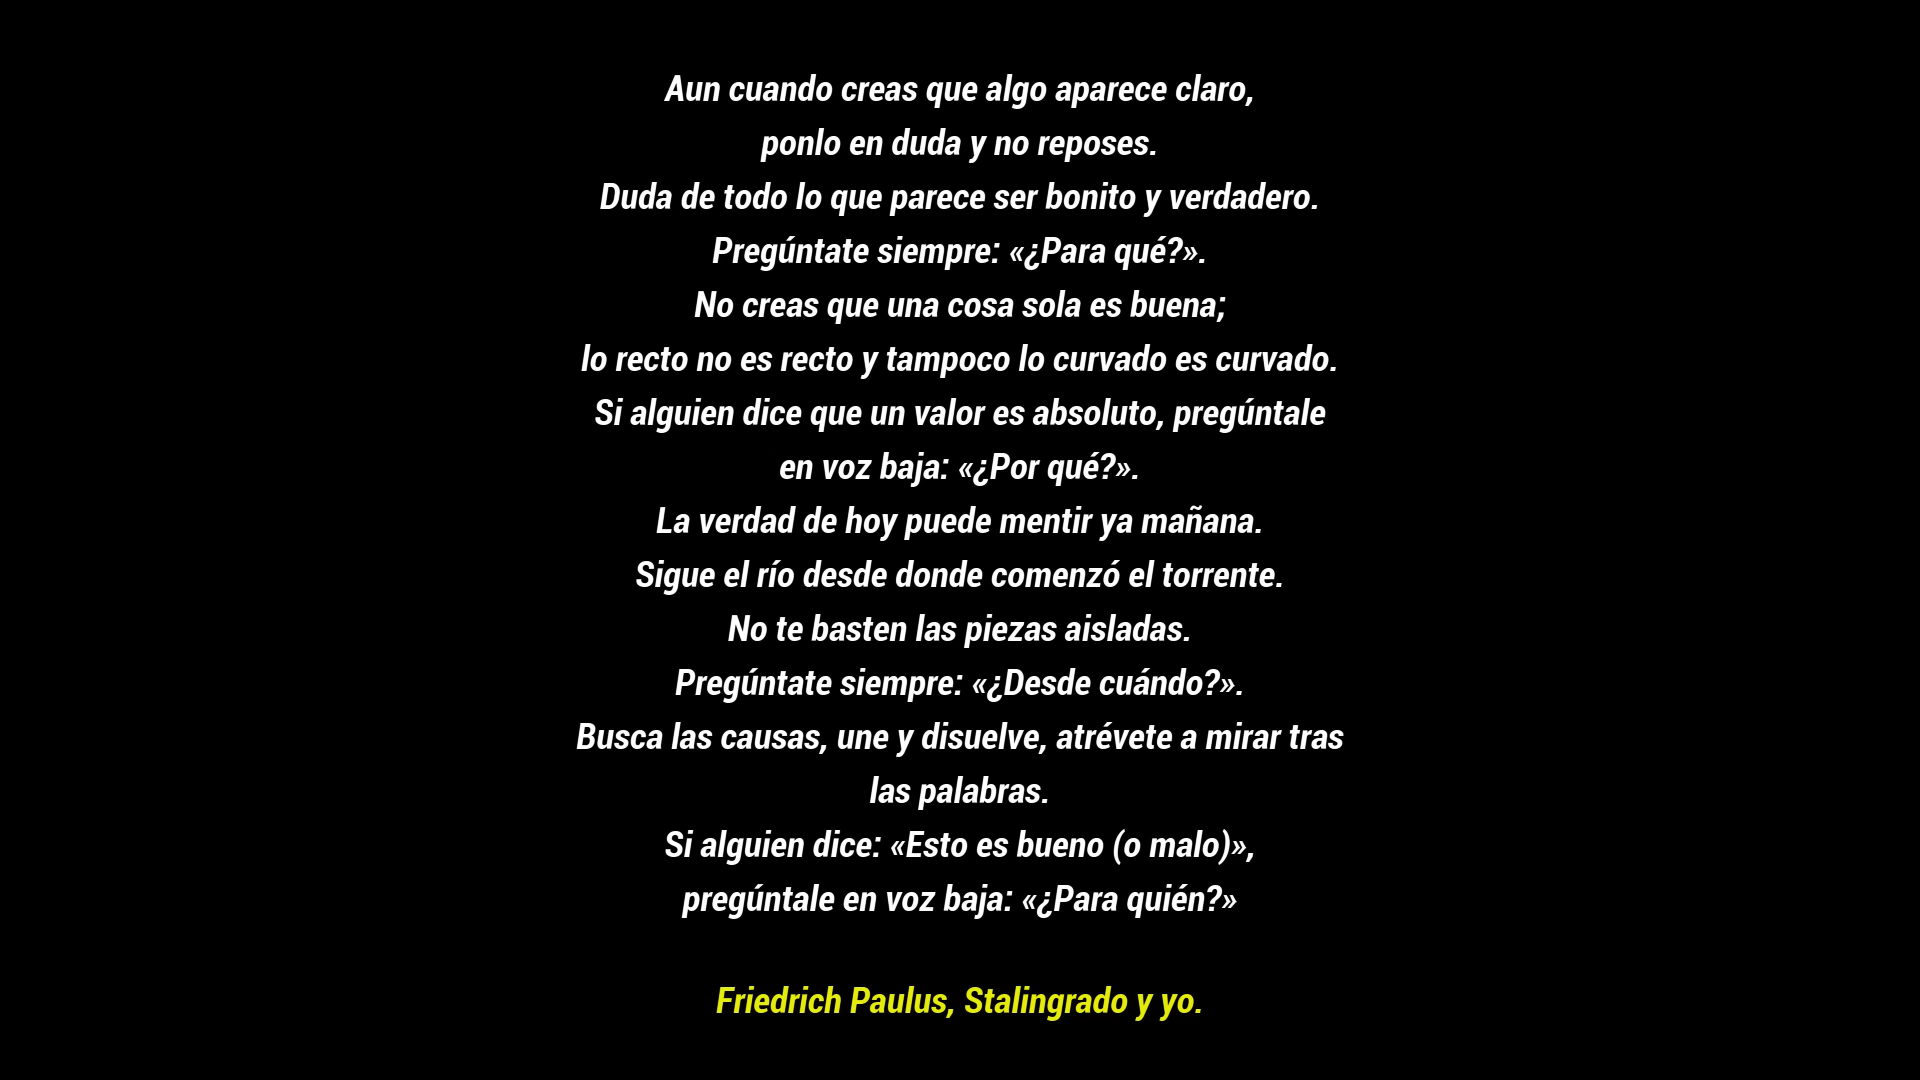 Aun cuando creas que algo aparece claro,
ponlo en duda y no reposes.
Duda de todo lo que parece ser bonito y verdadero.
Pregúntate siempre: «¿Para qué?».
No creas que una cosa sola es buena;
lo recto no es recto y tampoco lo curvado es curvado.
Si alguien dice que un valor es absoluto, pregúntale
en voz baja: «¿Por qué?».
La verdad de hoy puede mentir ya mañana.
Sigue el río desde donde comenzó el torrente.
No te basten las piezas aisladas.
Pregúntate siempre: «¿Desde cuándo?».
Busca las causas, une y disuelve, atrévete a mirar tras
las palabras.
Si alguien dice: «Esto es bueno (o malo)»,
pregúntale en voz baja: «¿Para quién?»
Friedrich Paulus, Stalingrado y yo.